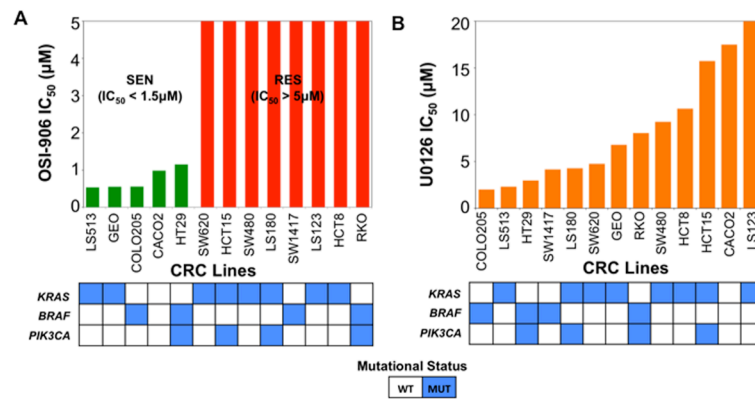 A
OSI-906 IC50 (µM)
5
4
3
2
1
0
SEN
(IC50 < 1.5µM)
RES
(IC50 > 5µM)
LS513
GEO
COLO205
CACO2
HT29
SW620
HCT15
SW480
LS180
SW1417
LS123
HCT8
RKO
CRC Lines
KRAS
BRAF
PIK3CA
B
U0126 IC50 (µM)
20
15
10
5
0
COLO205
LS513
HT29
SW1417
LS180
SW620
GEO
RKO
SW480
HCT8
HCT15
CACO2
LS123
CRC Lines
KRAS
BRAF
PIK3CA
Mutational Status
WT MUT